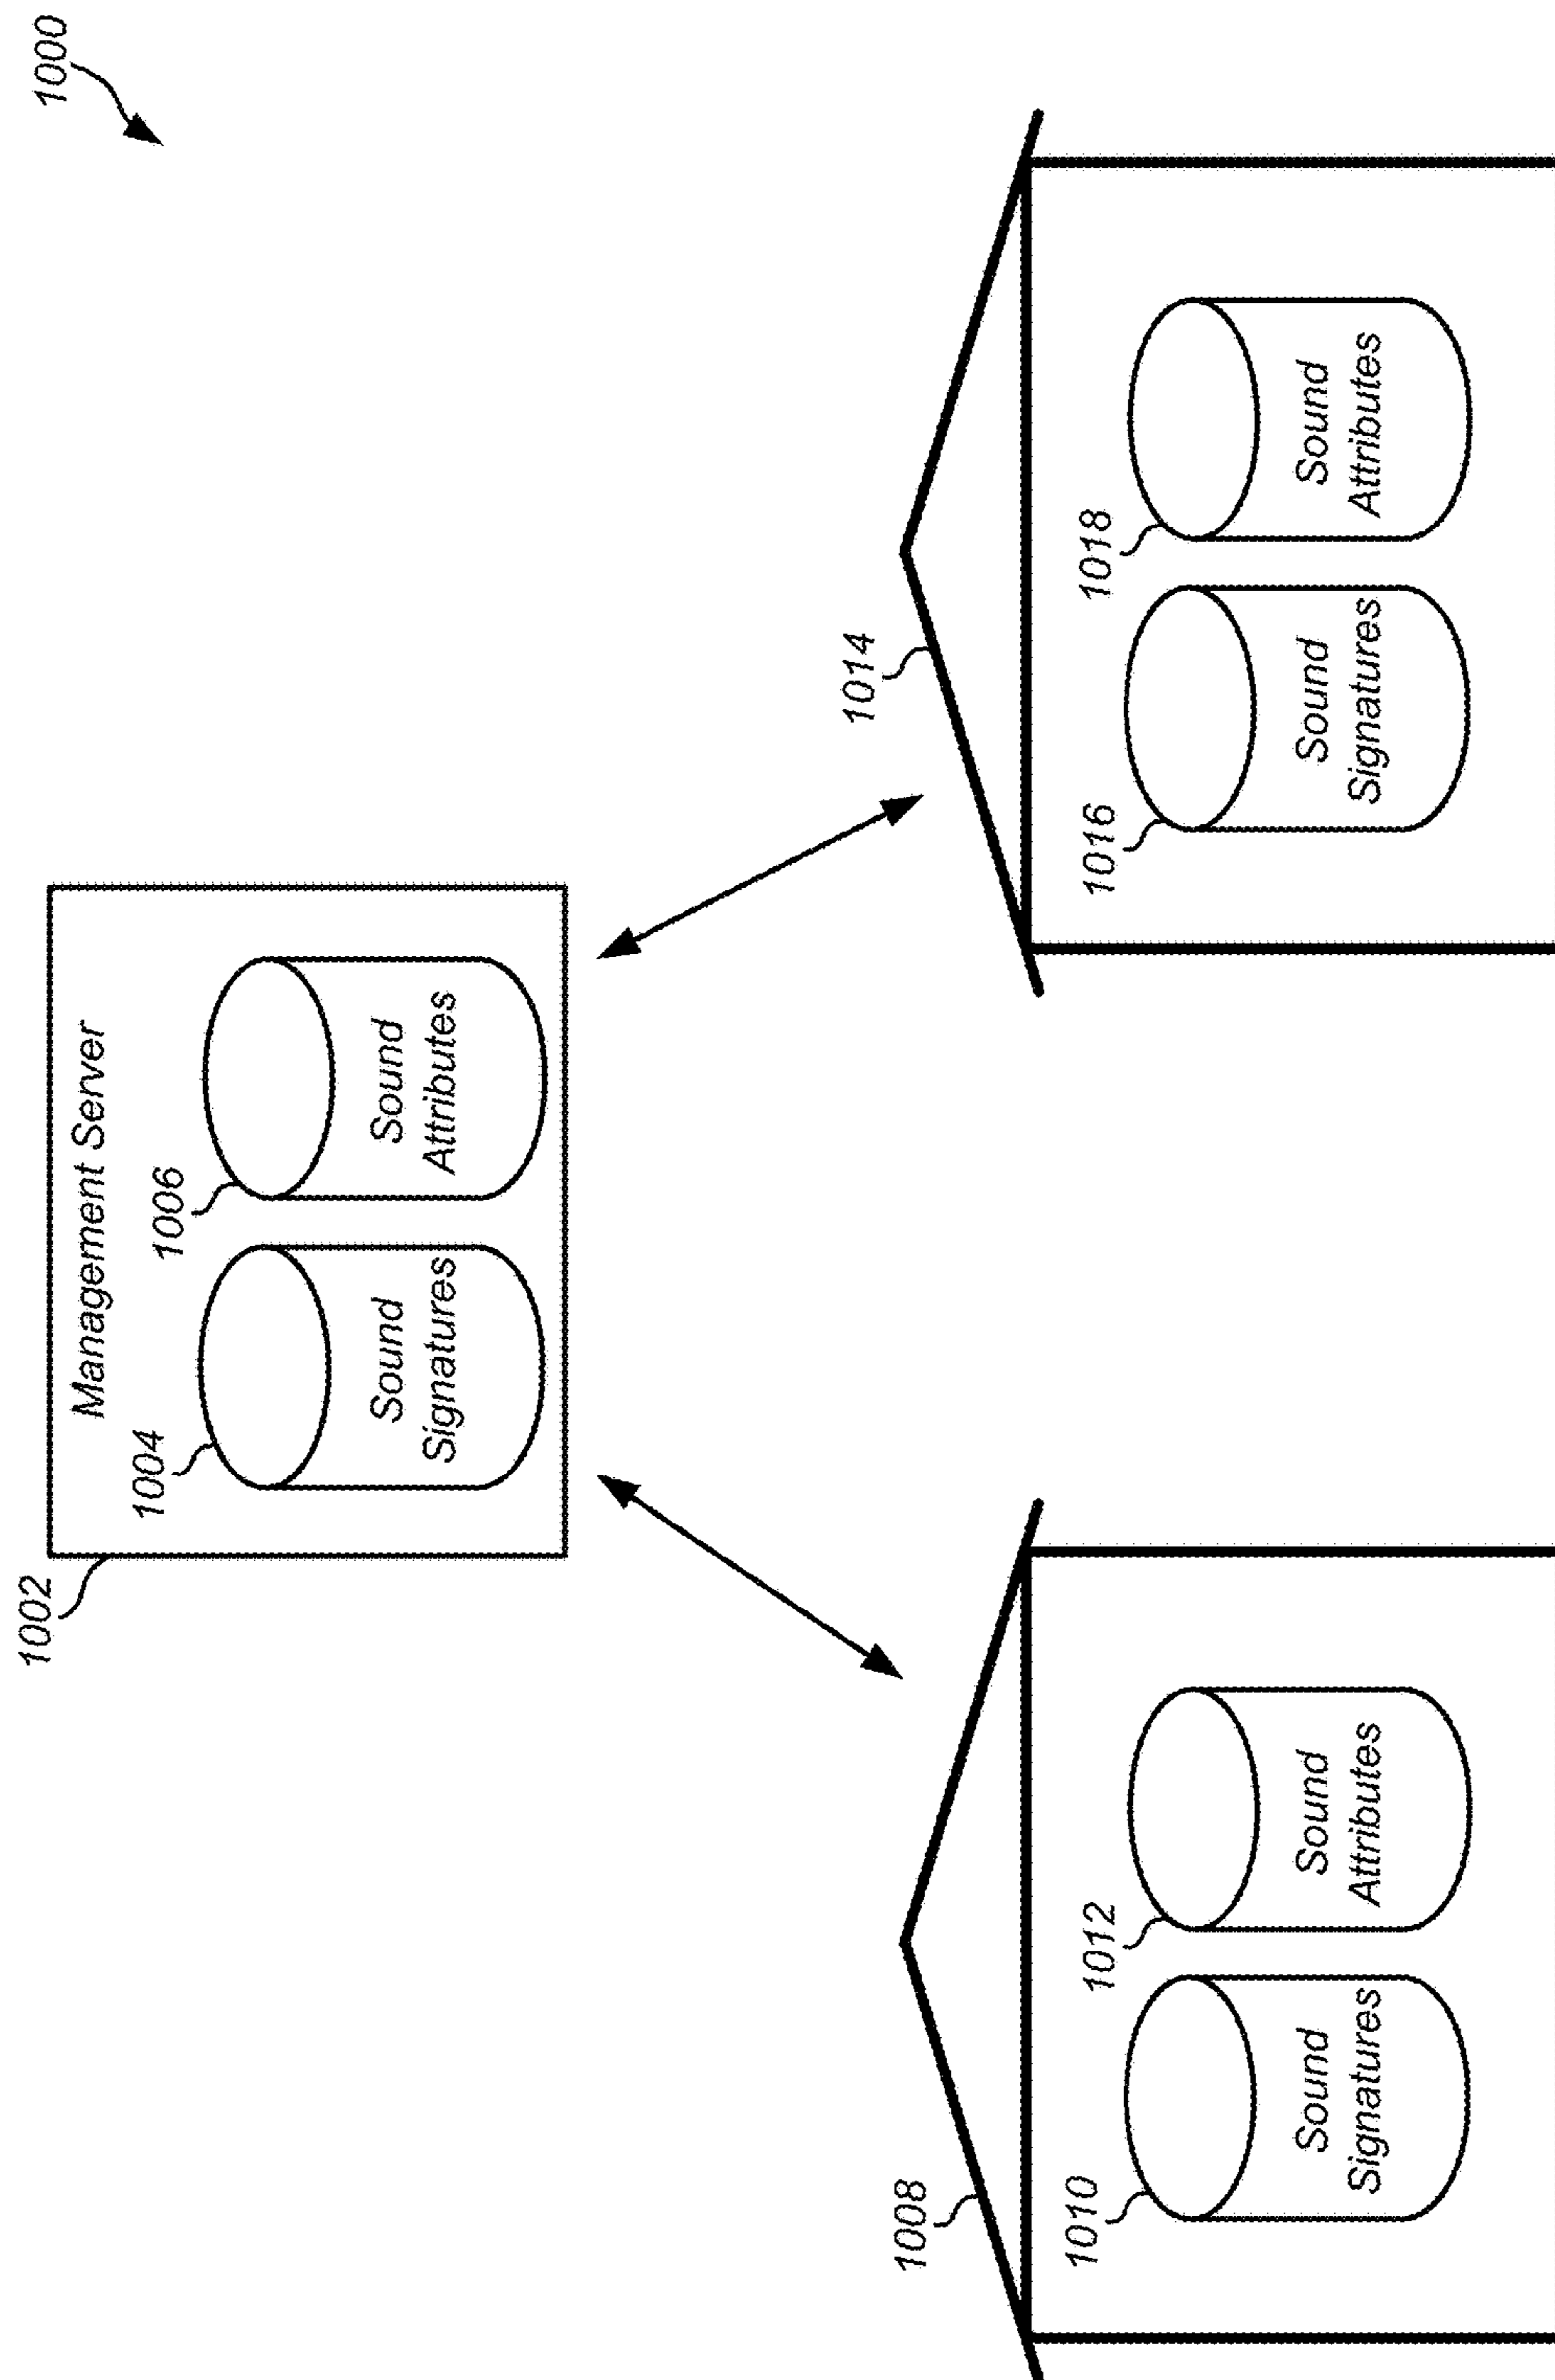 1000
1002
Management Server
1004
Sound
Signatures
1006
Sound
Attributes
1008
1010
Sound
Signatures
1012
Sound
Attributes
1014
1016
Sound
Signatures
1018
Sound
Attributes